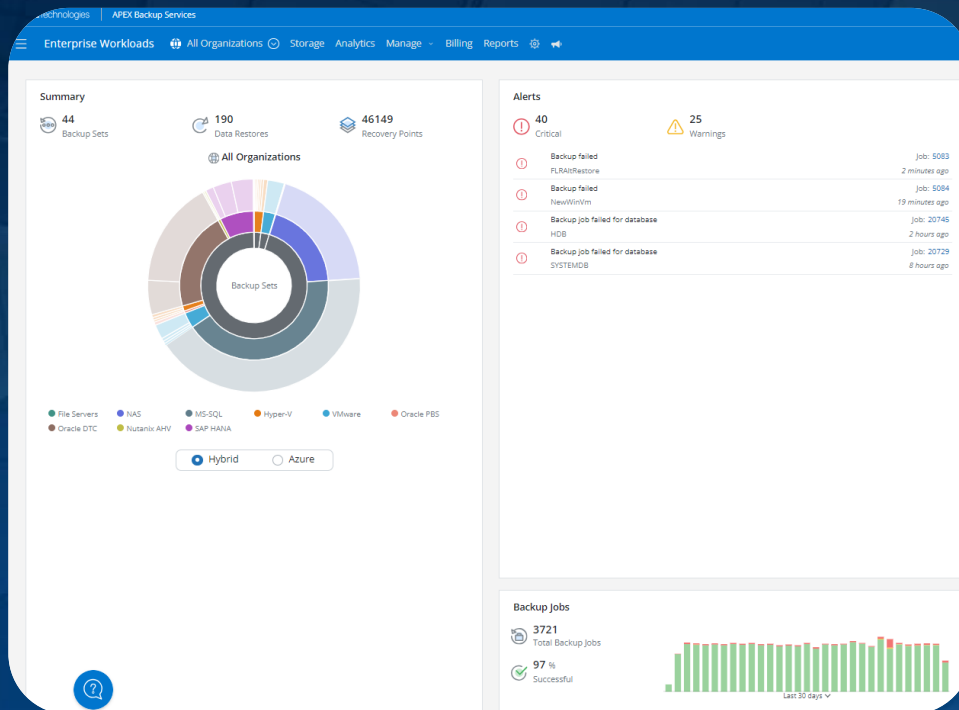 Technologies | APEX Backup Services
Enterprise Workloads All Organizations Storage Analytics Manage Billing Reports
Summary
44
Backup Sets
190
Data Restores
46149
Recovery Points
All Organizations
Backup Sets
File Servers NAS MS-SQL Hyper-V VMware Oracle PBS
Oracle DTC Nutanix AHV SAP HANA
Hybrid Azure
Alerts
40
Critical
25
Warnings
Backup failed Job: 5083
FLRAltRestore 2 minutes ago
Backup failed Job: 5084
NewWinVm 19 minutes ago
Backup job failed for database Job: 20745
HDB 2 hours ago
Backup job failed for database Job: 20729
SYSTEMDB 8 hours ago
Backup Jobs
3721
Total Backup Jobs
97 %
Successful
Last 30 days